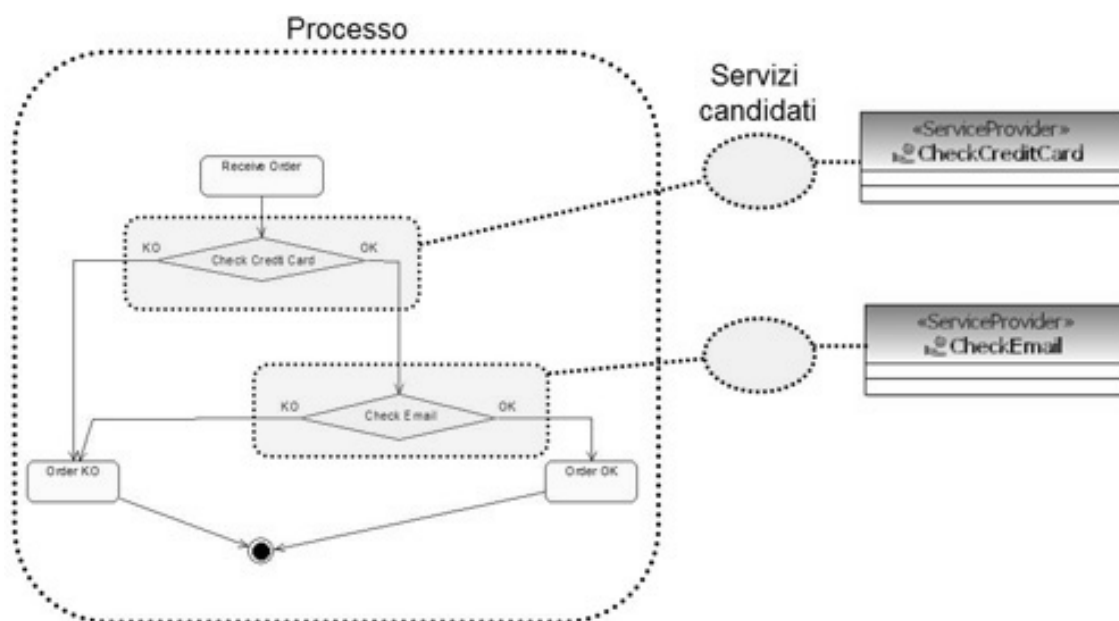 Processo
Servizi
candidati
«ServiceProvider»
CheckCreditCard
Receive Order
KO
OK
Check Credti Card
«ServiceProvider»
CheckEmail
KO
OK
Check Email
Order KO
Order OK